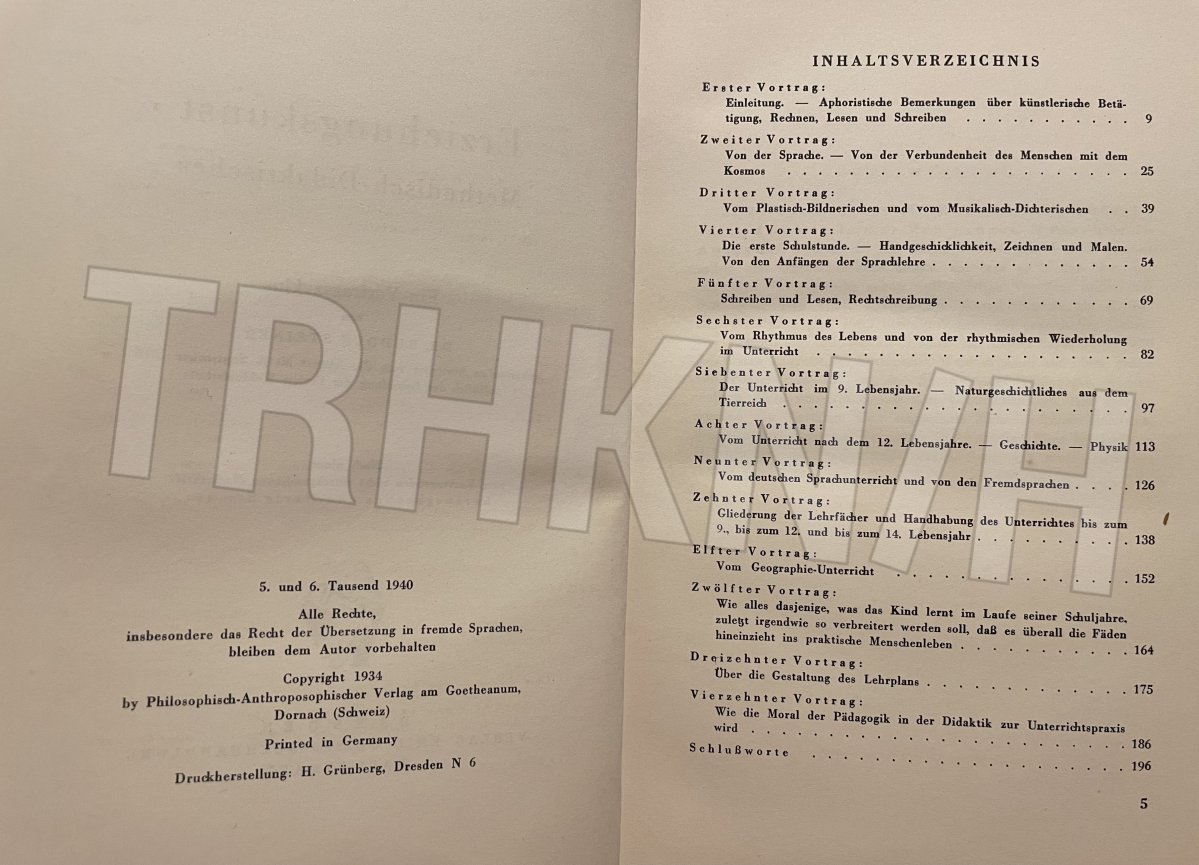 5. und 6. Tausend 1940
Alle Rechte,
insbesondere das Recht der Übersetzung in fremde Sprachen,
bleiben dem Autor vorbehalten
Copyright 1934
by Philosophisch-Anthroposophischer Verlag am Goetheanum,
Dornach (Schweiz)
Printed in Germany
Druckherstellung: H. Grünberg, Dresden N 6
INHALTSVERZEICHNIS
Erster Vortrag:
Einleitung. — Aphoristische Bemerkungen über künstlerische Betä-
tigung, Rechnen, Lesen und Schreiben . . . . . . . . . . . 9
Zweiter Vortrag:
Von der Sprache. — Von der Verbundenheit des Menschen mit dem
Kosmos . . . . . . . . . . . . . . . . . . . . . . 25
Dritter Vortrag:
Vom Plastisch-Bildnerischen und vom Musikalisch-Dichterischen . . 39
Vierter Vortrag:
Die erste Schulstunde. — Handgeschicklichkeit, Zeichnen und Malen.
Von den Anfängen der Sprachlehre . . . . . . . . . . . . . 54
Fünfter Vortrag:
Schreiben und Lesen, Rechtschreibung . . . . . . . . . . . . 69
Sechster Vortrag:
Vom Rhythmus des Lebens und von der rhythmischen Wiederholung
im Unterricht . . . . . . . . . . . . . . . . . . . . 82
Siebenter Vortrag:
Der Unterricht im 9. Lebensjahr. — Naturgeschichtliches aus dem
Tierreich . . . . . . . . . . . . . . . . . . . . . . 97
Achter Vortrag:
Vom Unterricht nach dem 12. Lebensjahre. — Geschichte. — Physik 113
Neunter Vortrag:
Vom deutschen Sprachunterricht und von den Fremdsprachen . . . . 126
Zehnter Vortrag:
Gliederung der Lehrfächer und Handhabung des Unterrichtes bis zum
9., bis zum 12. und bis zum 14. Lebensjahr . . . . . . . . . . 138
Elfter Vortrag:
Vom Geographie-Unterricht . . . . . . . . . . . . . . . 152
Zwölfter Vortrag:
Wie alles dasjenige, was das Kind lernt im Laufe seiner Schuljahre,
zuletzt irgendwie so verbreitert werden soll, daß es überall die Fäden
hineinzieht ins praktische Menschenleben . . . . . . . . . . . 164
Dreizehnter Vortrag:
Über die Gestaltung des Lehrplans . . . . . . . . . . . . . 175
Vierzehnter Vortrag:
Wie die Moral der Pädagogik in der Didaktik zur Unterrichtspraxis
wird . . . . . . . . . . . . . . . . . . . . . . . . 186
Schlußworte . . . . . . . . . . . . . . . . . . . . 196
5
TRHKN/H